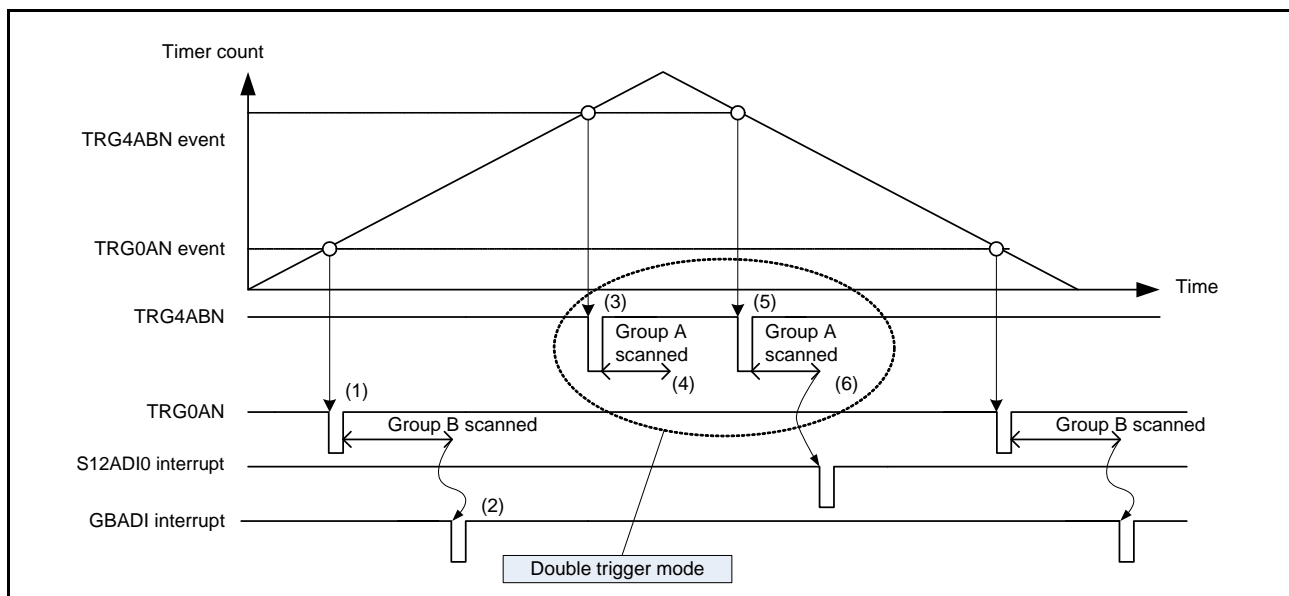 Timer count
TRG4ABN event
TRG0AN event
Time
TRG4ABN
(3)
(5)
Group A
scanned
Group A
scanned
(4)
(6)
(1)
TRG0AN
Group B scanned
Group B scanned
S12ADI0 interrupt
(2)
GBADI interrupt
Double trigger mode